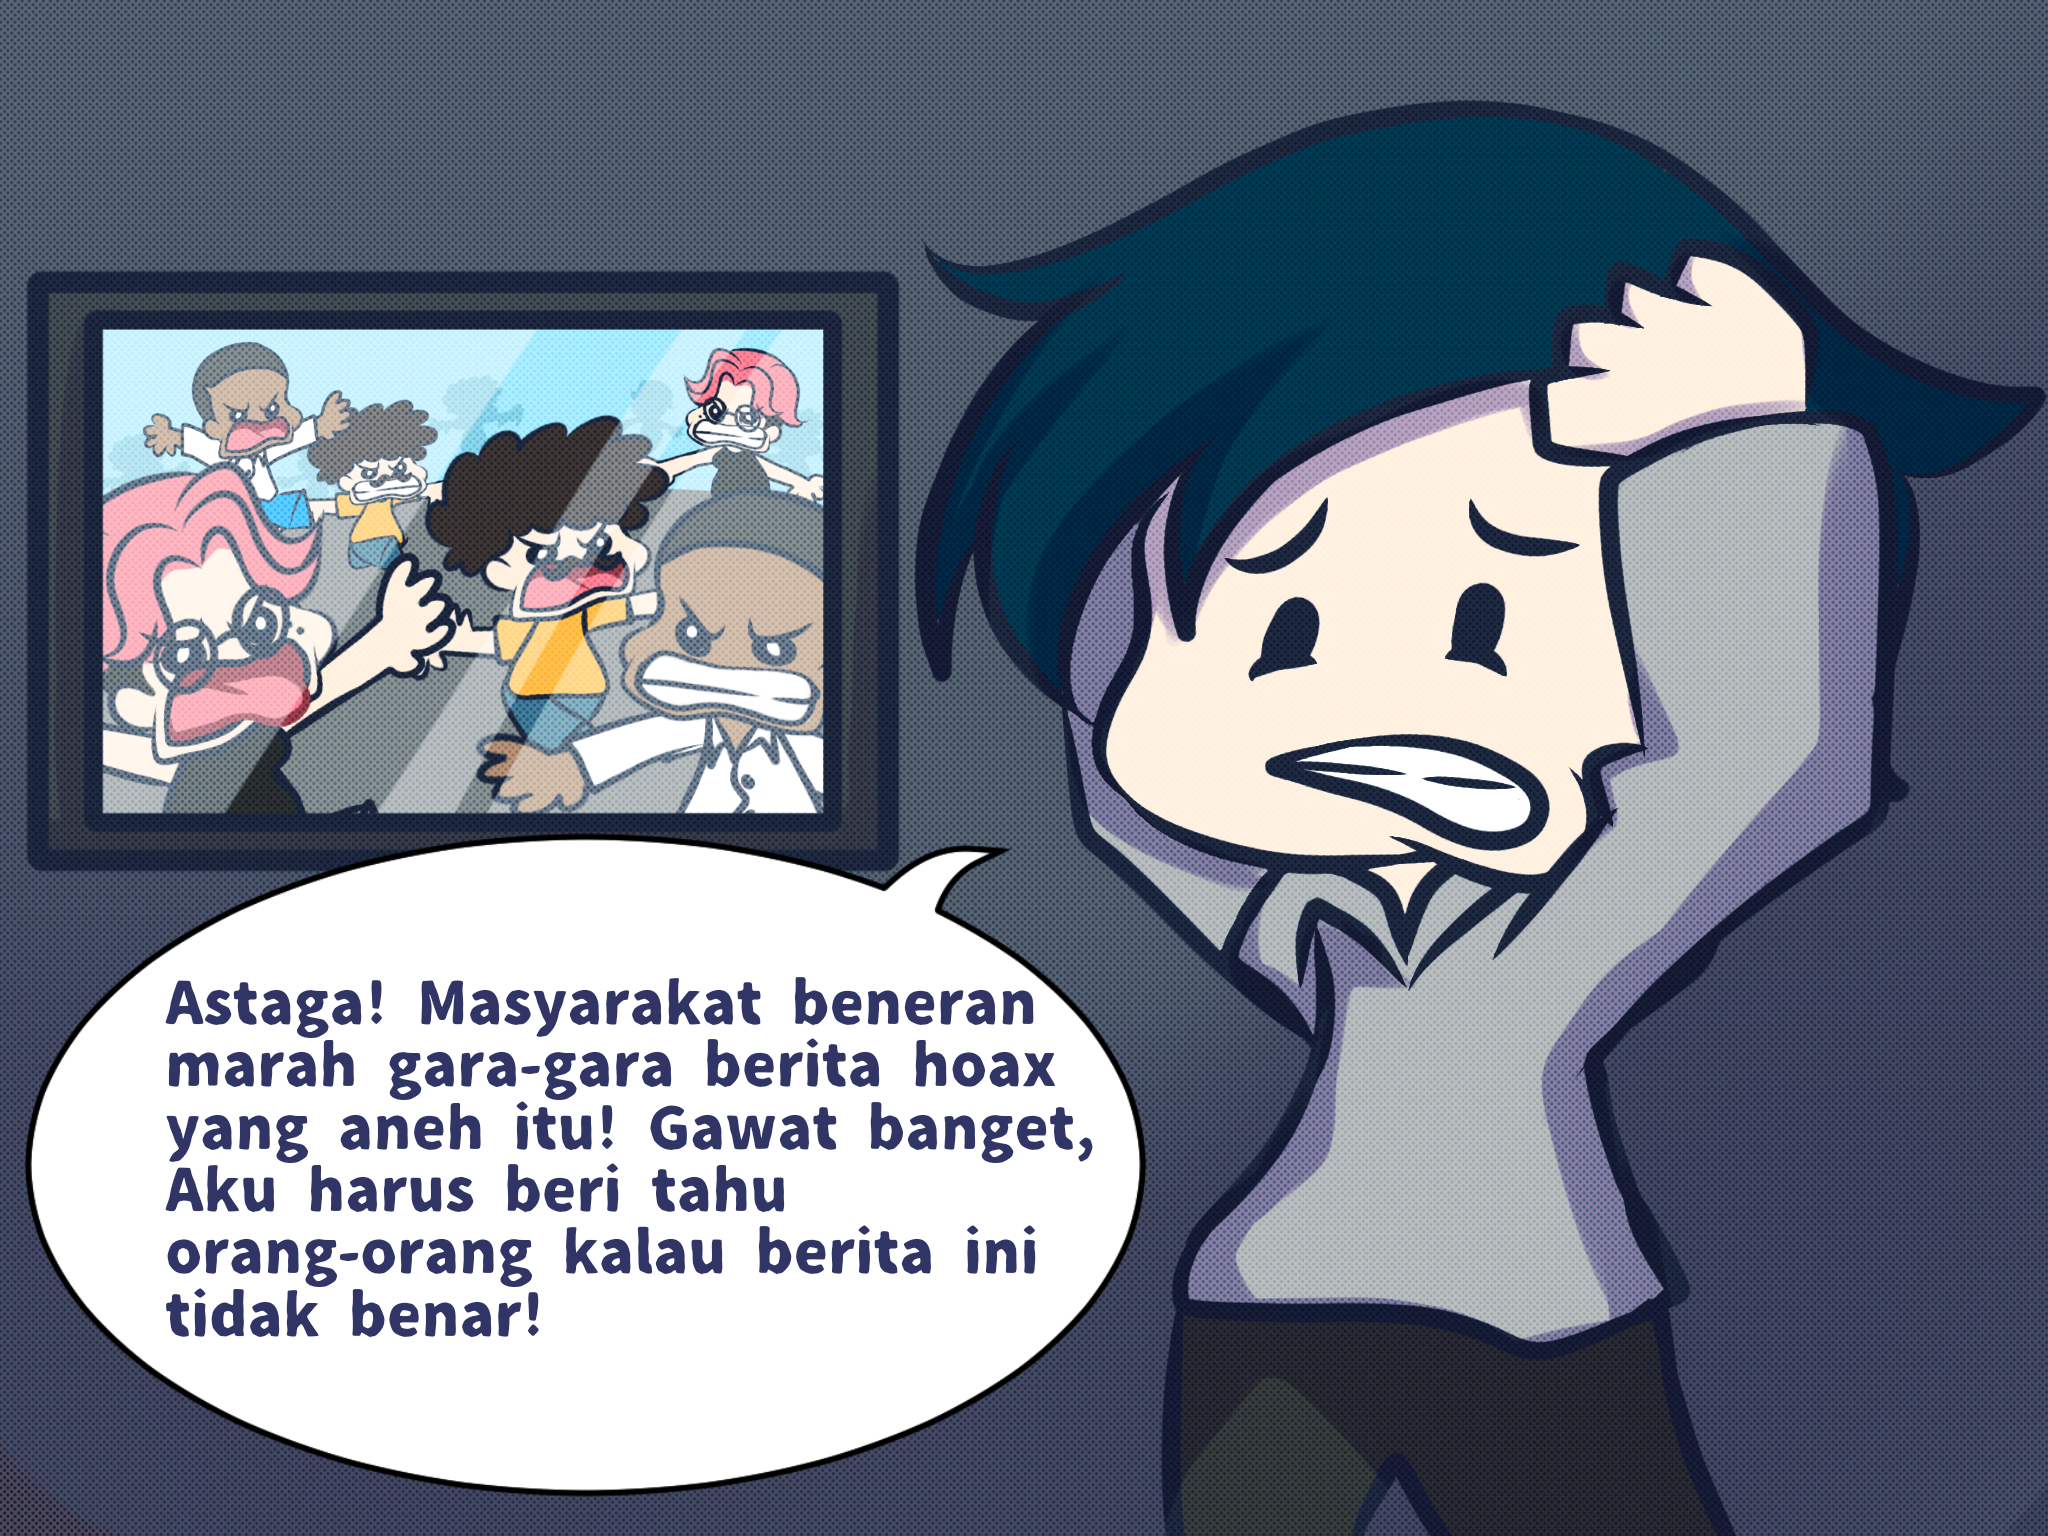 Astaga! Masyarakat beneran
marah gara-gara berita hoax
yang aneh itu! Gawat banget,
Aku harus beri tahu
orang-orang kalau berita ini
tidak benar!